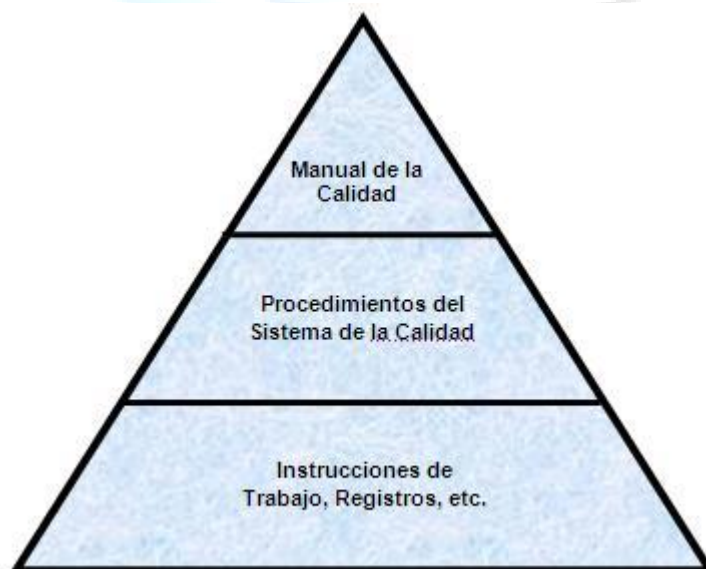 Manual de la
Calidad
Procedimientos del
Sistema de la Calidad
Instrucciones de
Trabajo, Registros, etc.